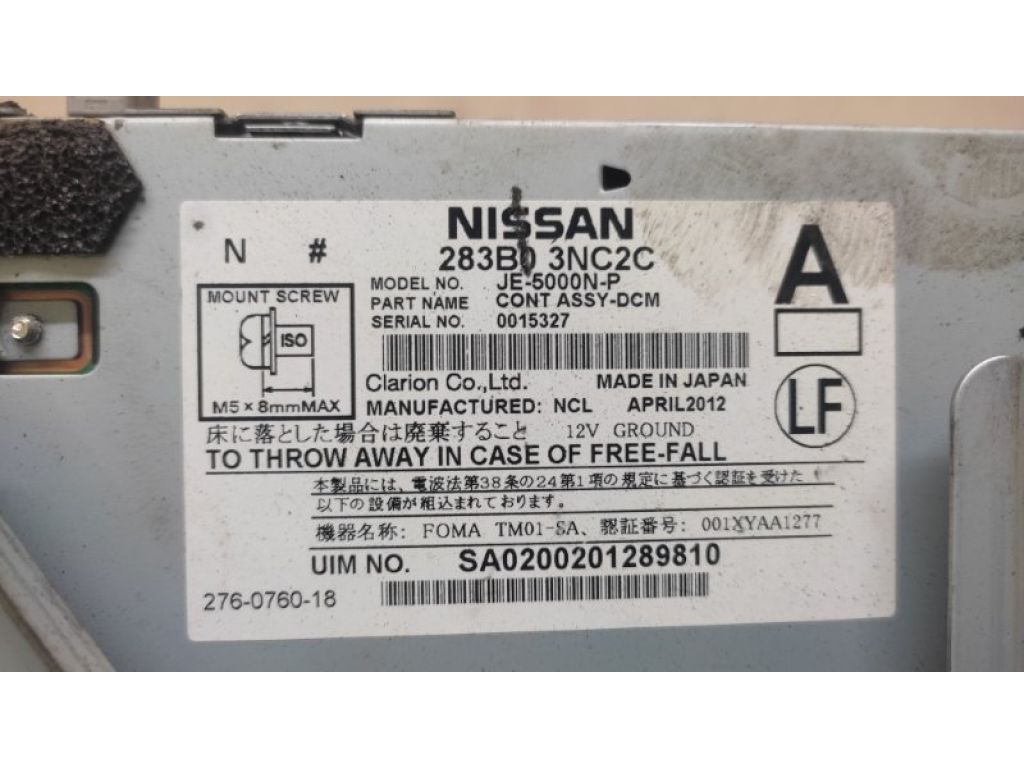 NISSAN
283B0 3NC2C
N #
MODEL NO. JE-5000N-P
PART NAME CONT ASSY-DCM
SERIAL NO. 0015327
A
MOUNT SCREW
ISO
M5×8mmMAX
Clarion Co.,Ltd. MADE IN JAPAN
MANUFACTURED: NCL APRIL2012
LF
床に落とした場合は廃棄すること 12V GROUND
TO THROW AWAY IN CASE OF FREE-FALL
本製品には、電波法第38条の24第1項の規定に基づく認証を受けた
以下の設備が組込まれております。
機器名称: FOMA TM01-SA、認証番号: 001XYAA1277
UIM NO. SA0200201289810
276-0760-18